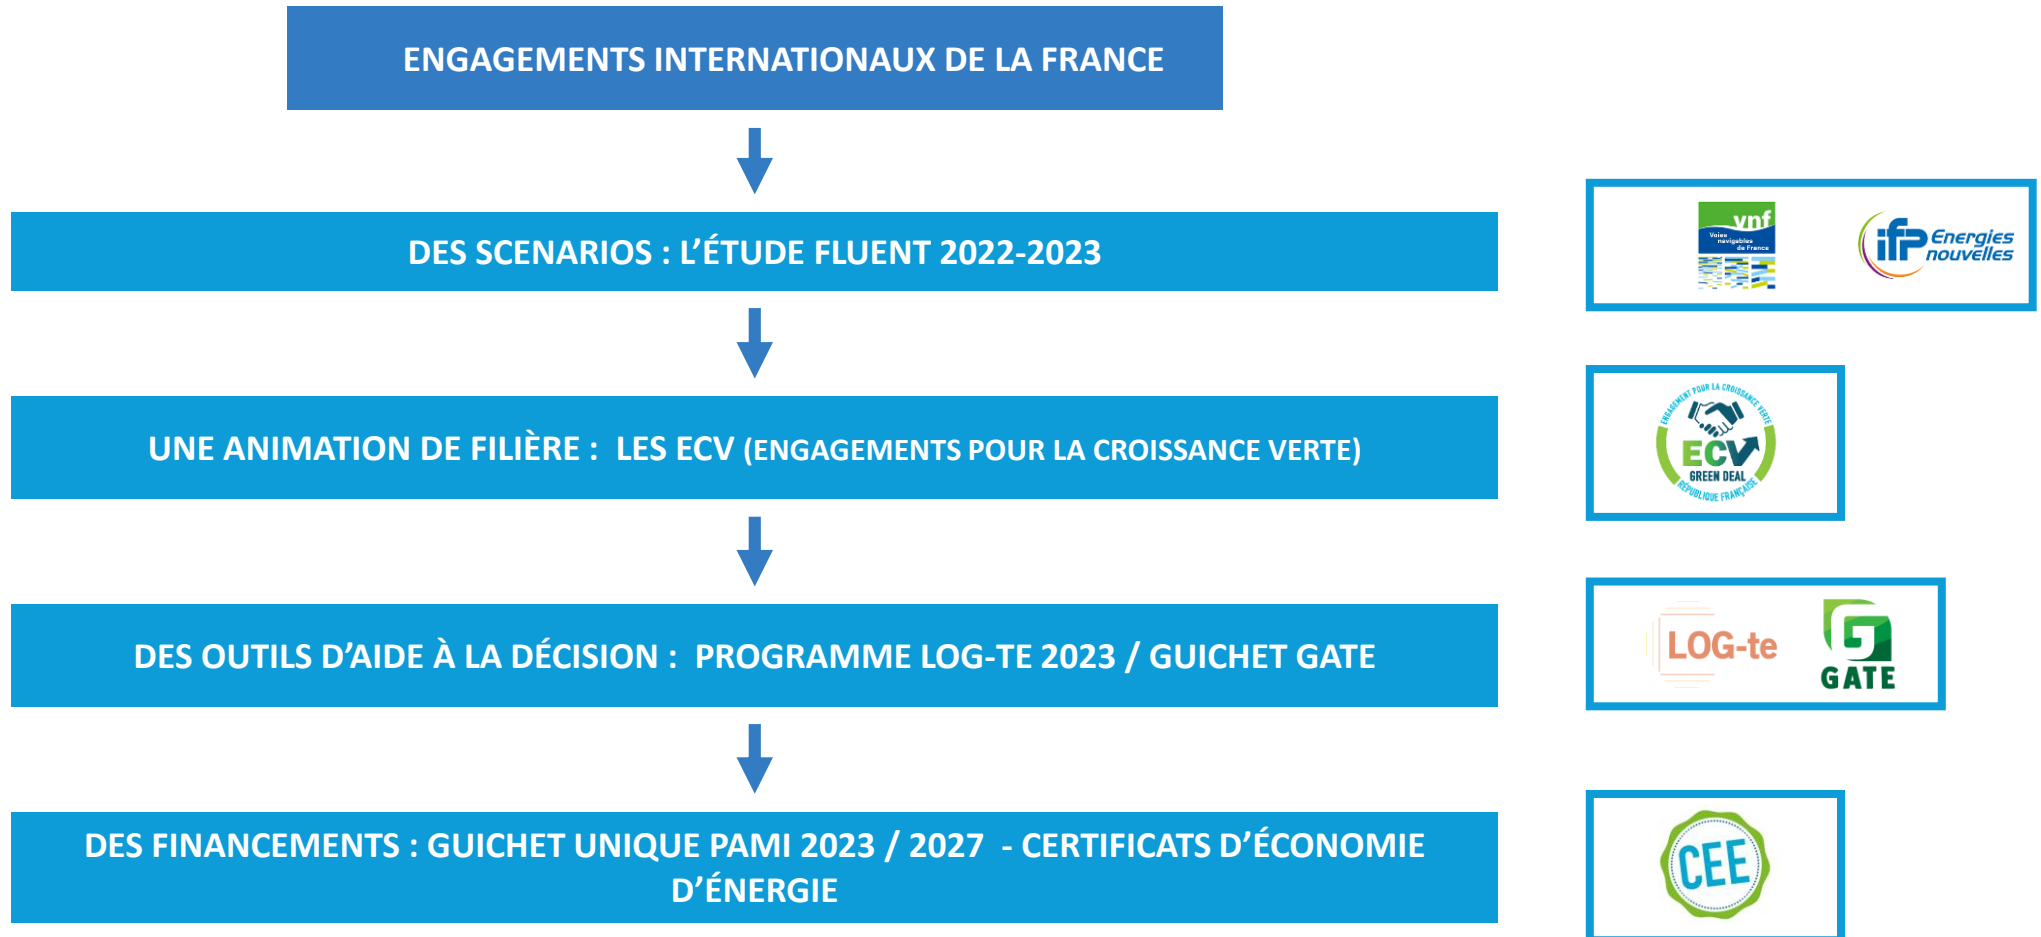 ENGAGEMENTS INTERNATIONAUX DE LA FRANCE
DES SCENARIOS : L’ÉTUDE FLUENT 2022-2023
vnf
Voies
navigables
de France
ifp Energies
nouvelles
UNE ANIMATION DE FILIÈRE : LES ECV (ENGAGEMENTS POUR LA CROISSANCE VERTE)
ENGAGEMENT POUR LA CROISSANCE VERTE
ECV
GREEN DEAL
RÉPUBLIQUE FRANÇAISE
DES OUTILS D’AIDE À LA DÉCISION : PROGRAMME LOG-TE 2023 / GUICHET GATE
LOG-te
G
GATE
DES FINANCEMENTS : GUICHET UNIQUE PAMI 2023 / 2027 - CERTIFICATS D’ÉCONOMIE
D’ÉNERGIE
CEE